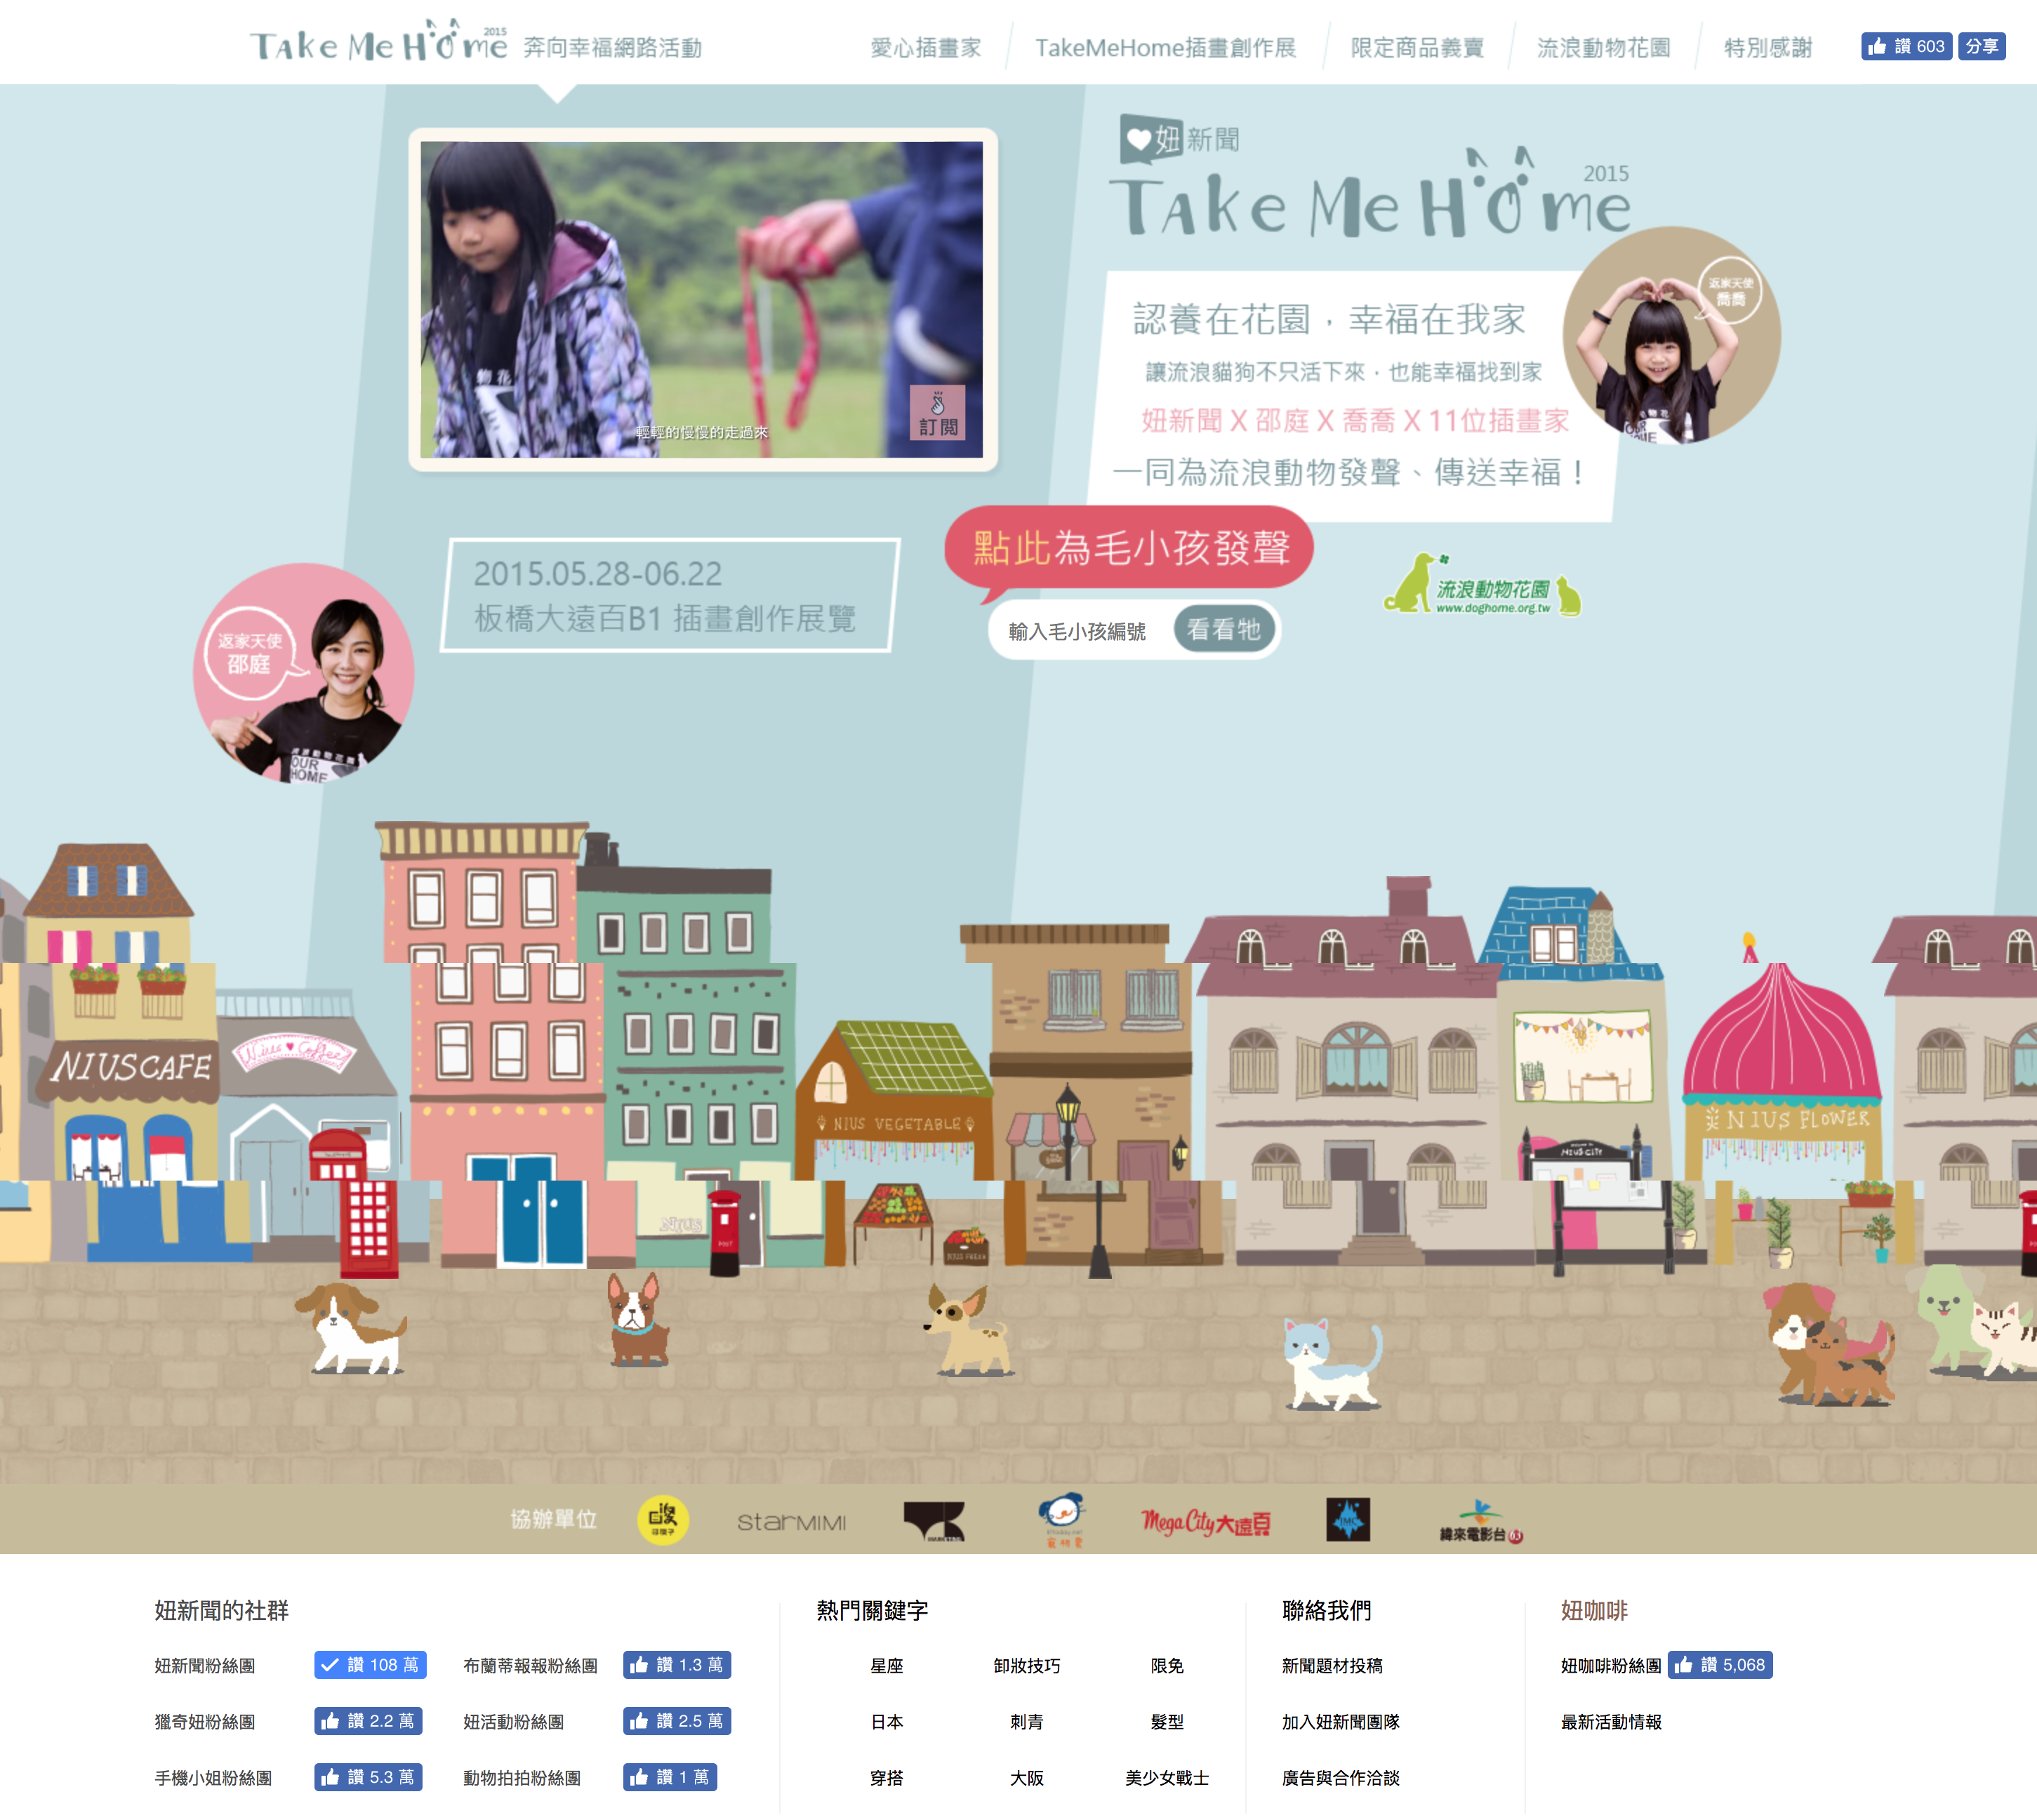 Take Me Home 2015 奔向幸福網路活動
愛心插畫家
TakeMeHome插畫創作展
限定商品義賣
流浪動物花園
特別感謝
讚 603
分享
妞新聞
2015
Take Me Home
返家天使
喬喬
認養在花園，幸福在我家
讓流浪貓狗不只活下來，也能幸福找到家
妞新聞 X 邵庭 X 喬喬 X 11位插畫家
一同為流浪動物發聲、傳送幸福！
輕輕的慢慢的走過來
訂閱
點此為毛小孩發聲
輸入毛小孩編號
看看牠
流浪動物花園
www.doghome.org.tw
2015.05.28-06.22
板橋大遠百B1 插畫創作展覽
返家天使
邵庭
OUR
HOME
NIUSCAFE
Nius Coffee
NIUS VEGETABLE
NIUS CITY
NIUS FLOWER
NIUS
POST
NIUS FRESH
協辦單位
STARMIMI
MARKETING
Mega City 大遠百
IMC
緯來電影台 63
妞新聞的社群
妞新聞粉絲團
讚 108 萬
布蘭蒂報報粉絲團
讚 1.3 萬
獵奇妞粉絲團
讚 2.2 萬
妞活動粉絲團
讚 2.5 萬
手機小姐粉絲團
讚 5.3 萬
動物拍拍粉絲團
讚 1 萬
熱門關鍵字
星座
卸妝技巧
限免
日本
刺青
髮型
穿搭
大阪
美少女戰士
聯絡我們
新聞題材投稿
加入妞新聞團隊
廣告與合作洽談
妞咖啡
妞咖啡粉絲團
讚 5,068
最新活動情報